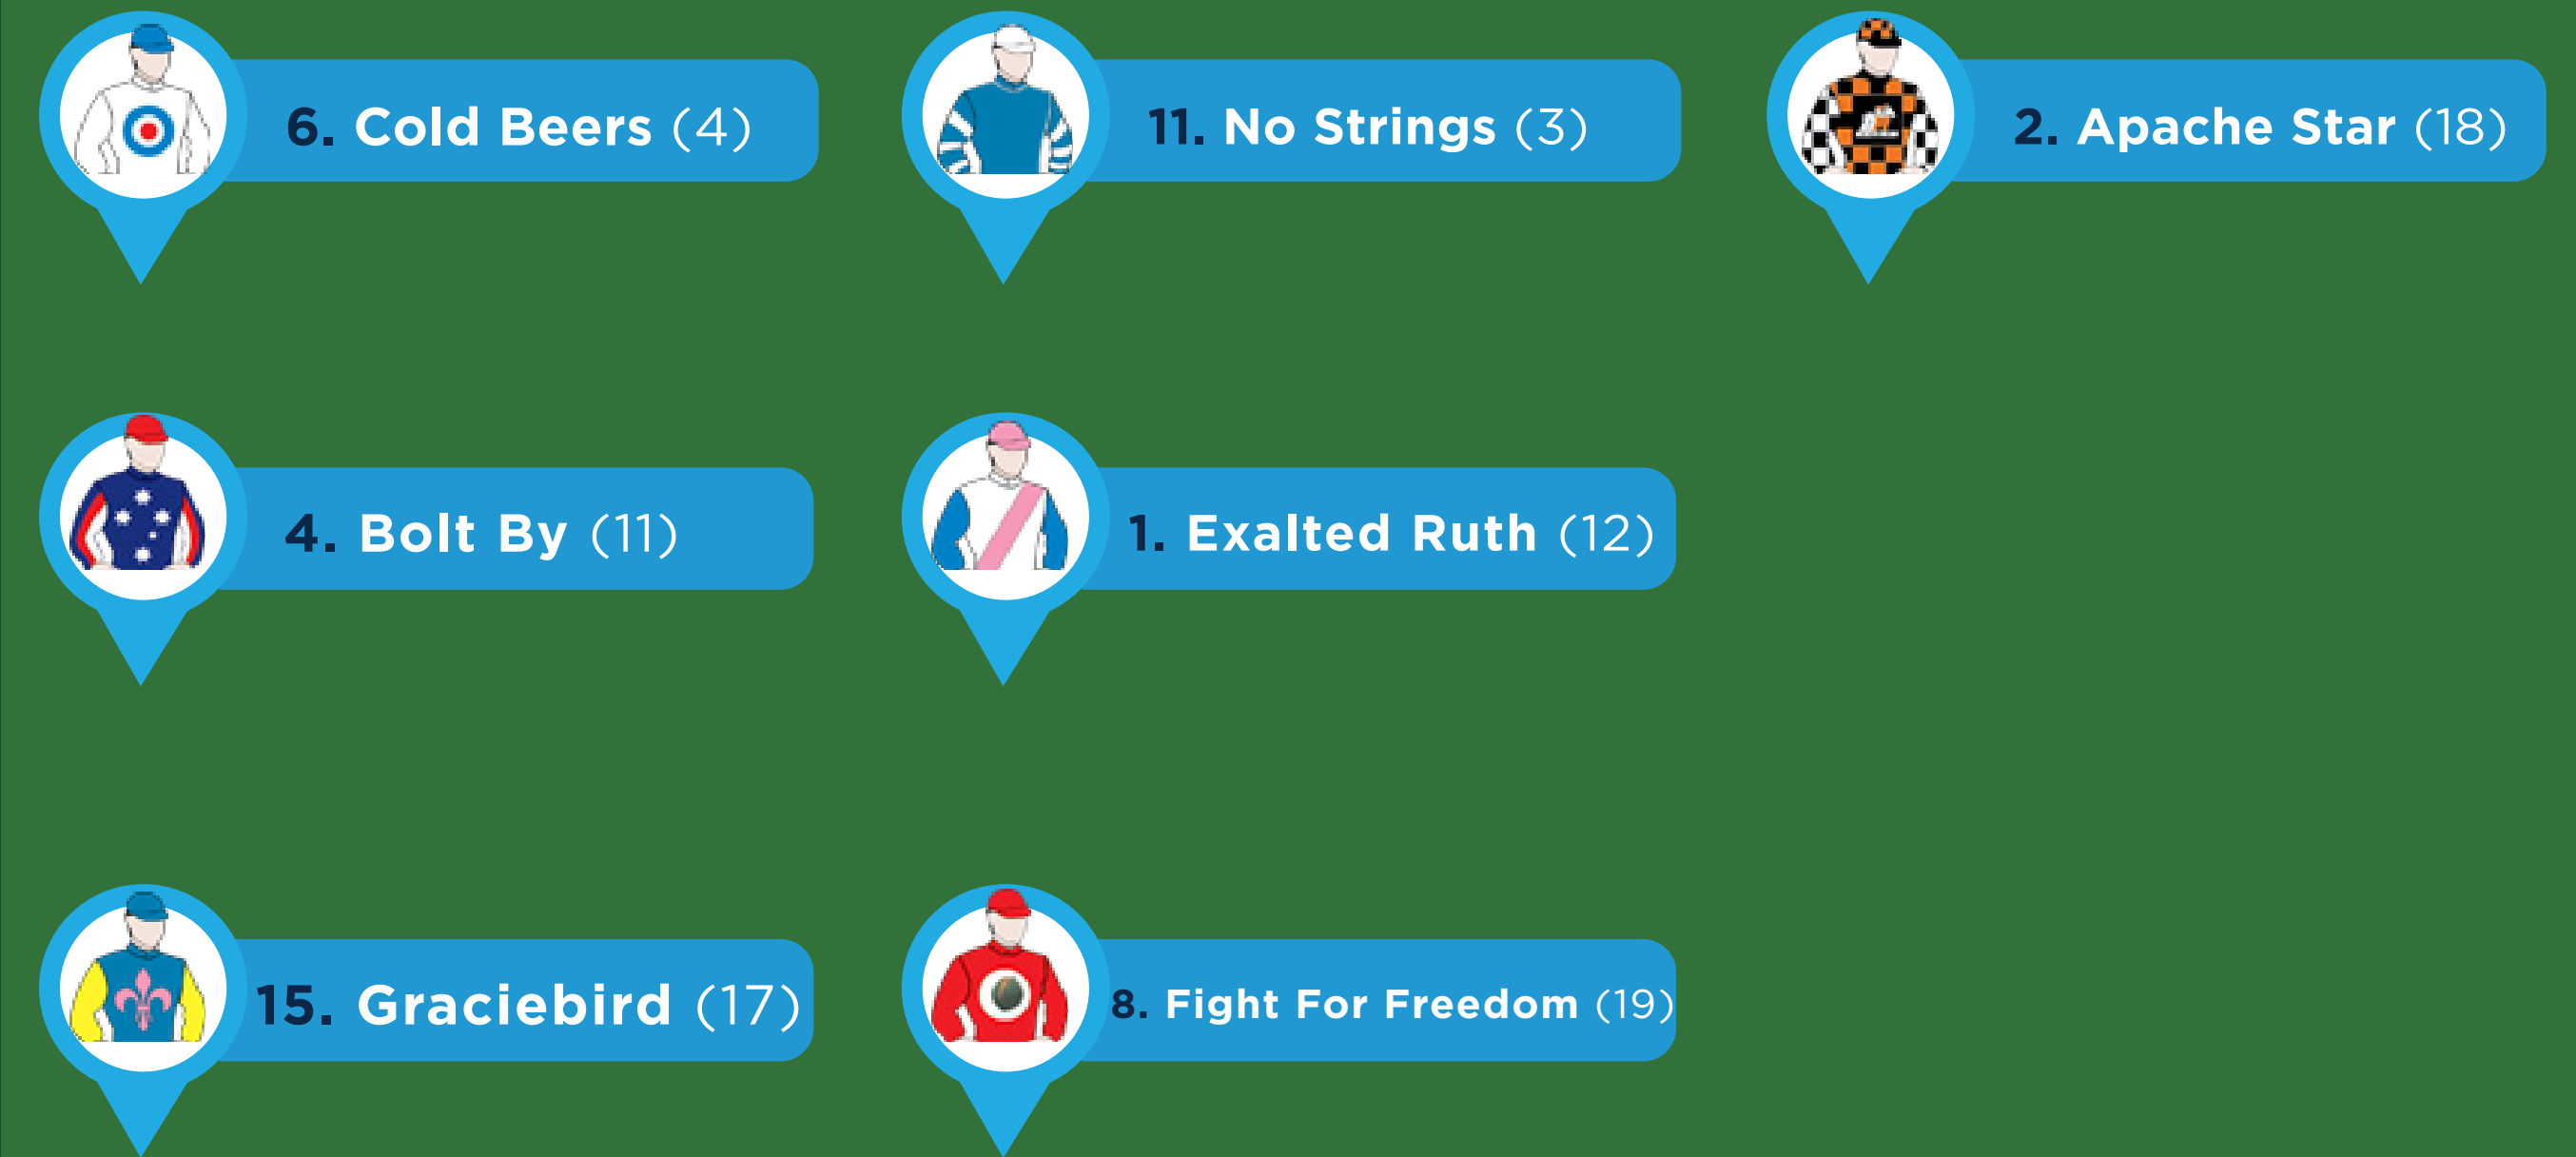 6. Cold Beers (4)
11. No Strings (3)
2. Apache Star (18)
4. Bolt By (11)
1. Exalted Ruth (12)
15. Graciebird (17)
8. Fight For Freedom (19)